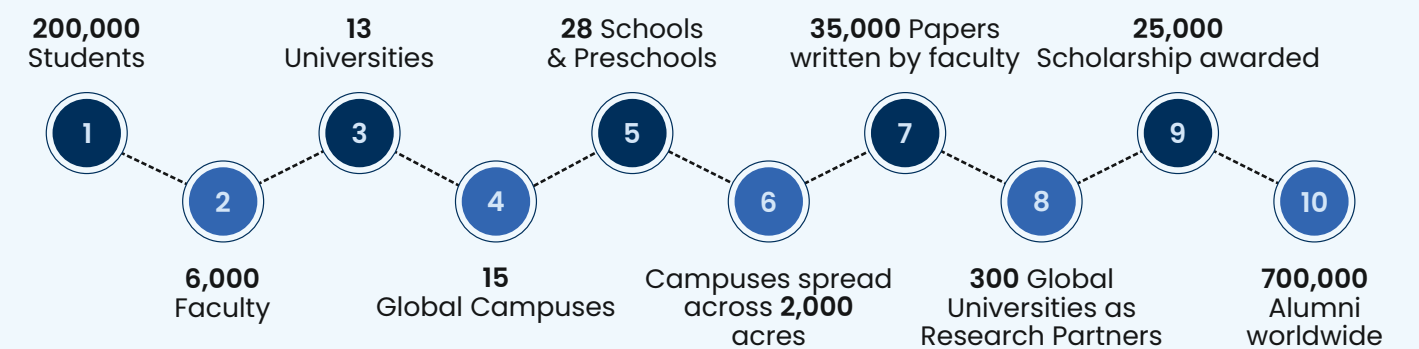 200,000
Students
1
6,000
Faculty
2
13
Universities
3
15
Global Campuses
4
28 Schools
& Preschools
5
Campuses spread
across 2,000
acres
6
35,000 Papers
written by faculty
7
300 Global
Universities as
Research Partners
8
25,000
Scholarship awarded
9
700,000
Alumni
worldwide
10